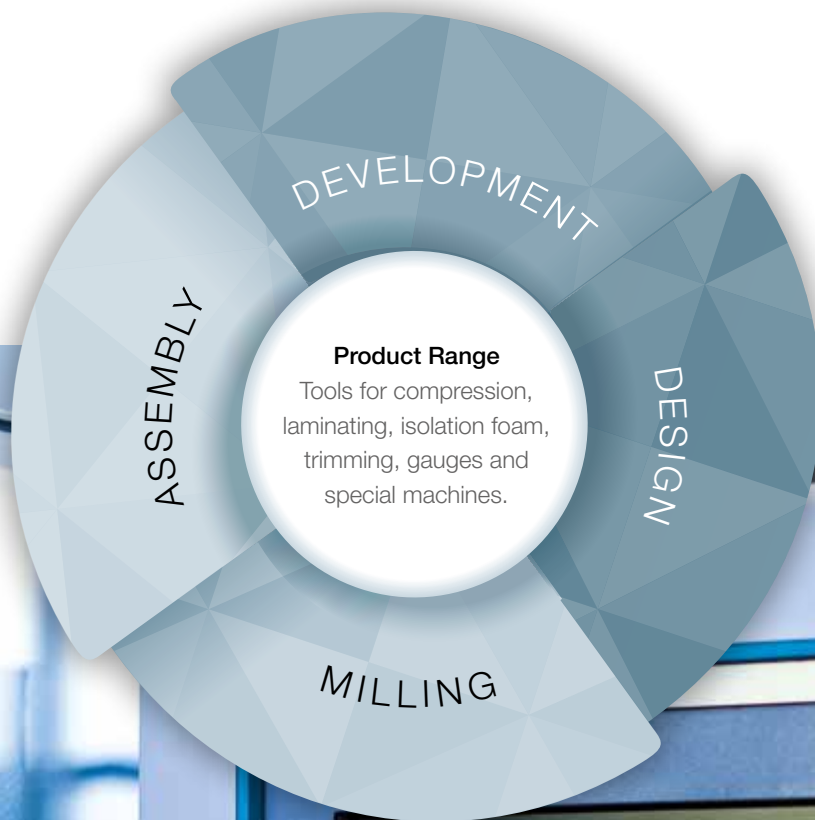 DEVELOPMENT
DESIGN
MILLING
ASSEMBLY
Product Range
Tools for compression,
laminating, isolation foam,
trimming, gauges and
special machines.